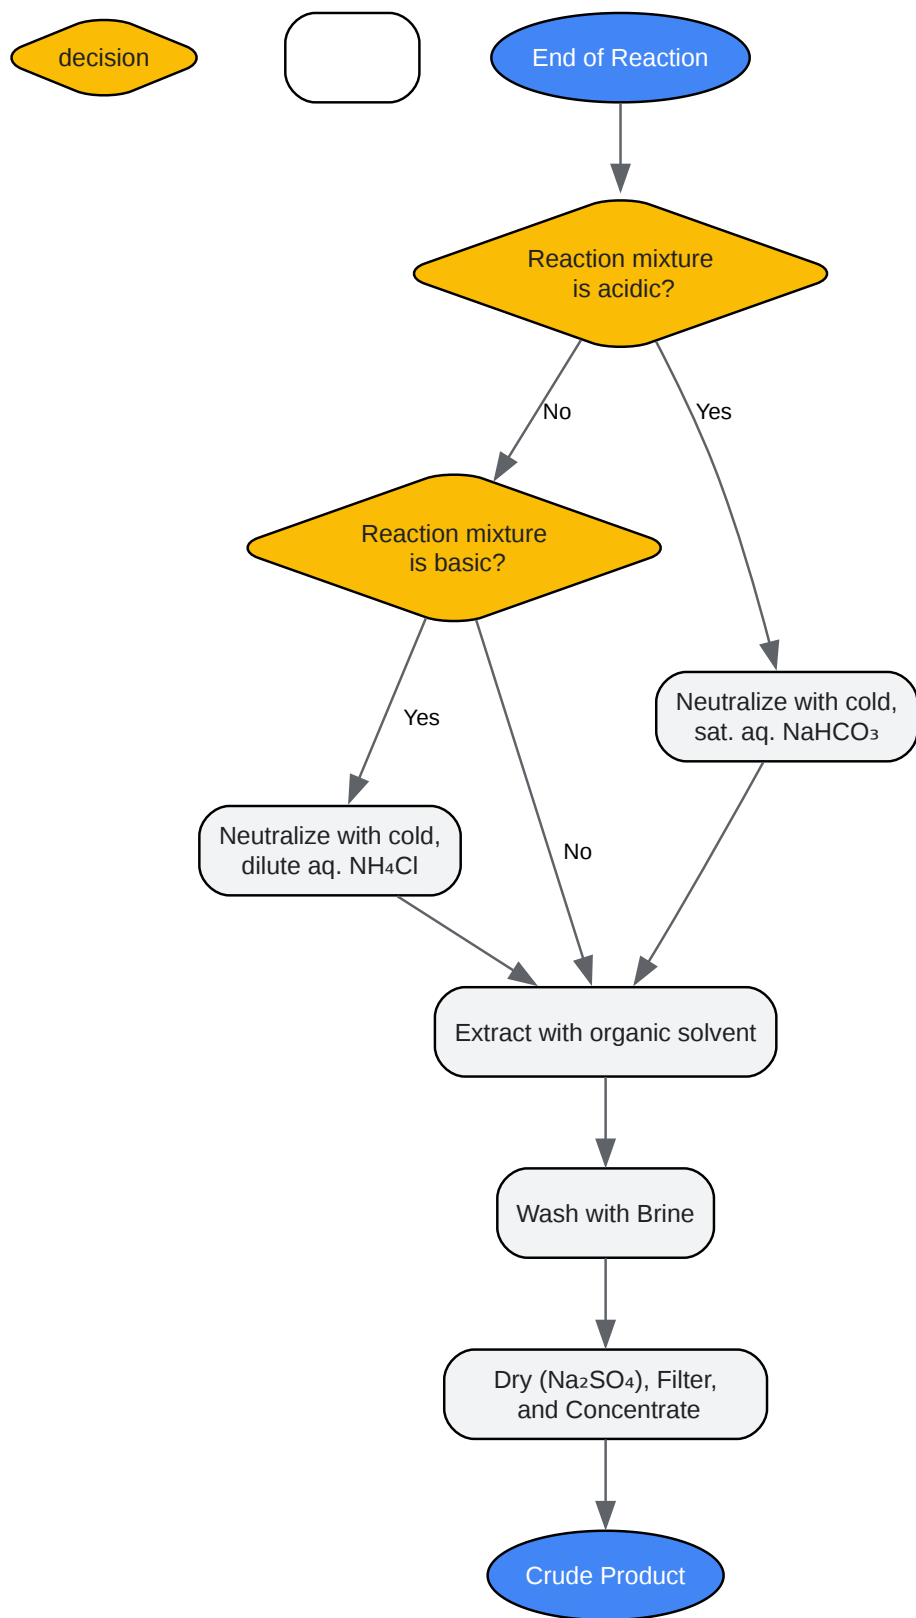 decision
End of Reaction
Reaction mixture
is acidic?
No
Yes
Reaction mixture
is basic?
Neutralize with cold,
sat. aq. NaHCO₃
Yes
Neutralize with cold,
dilute aq. NH₄Cl
No
Extract with organic solvent
Wash with Brine
Dry (Na₂SO₄), Filter,
and Concentrate
Crude Product